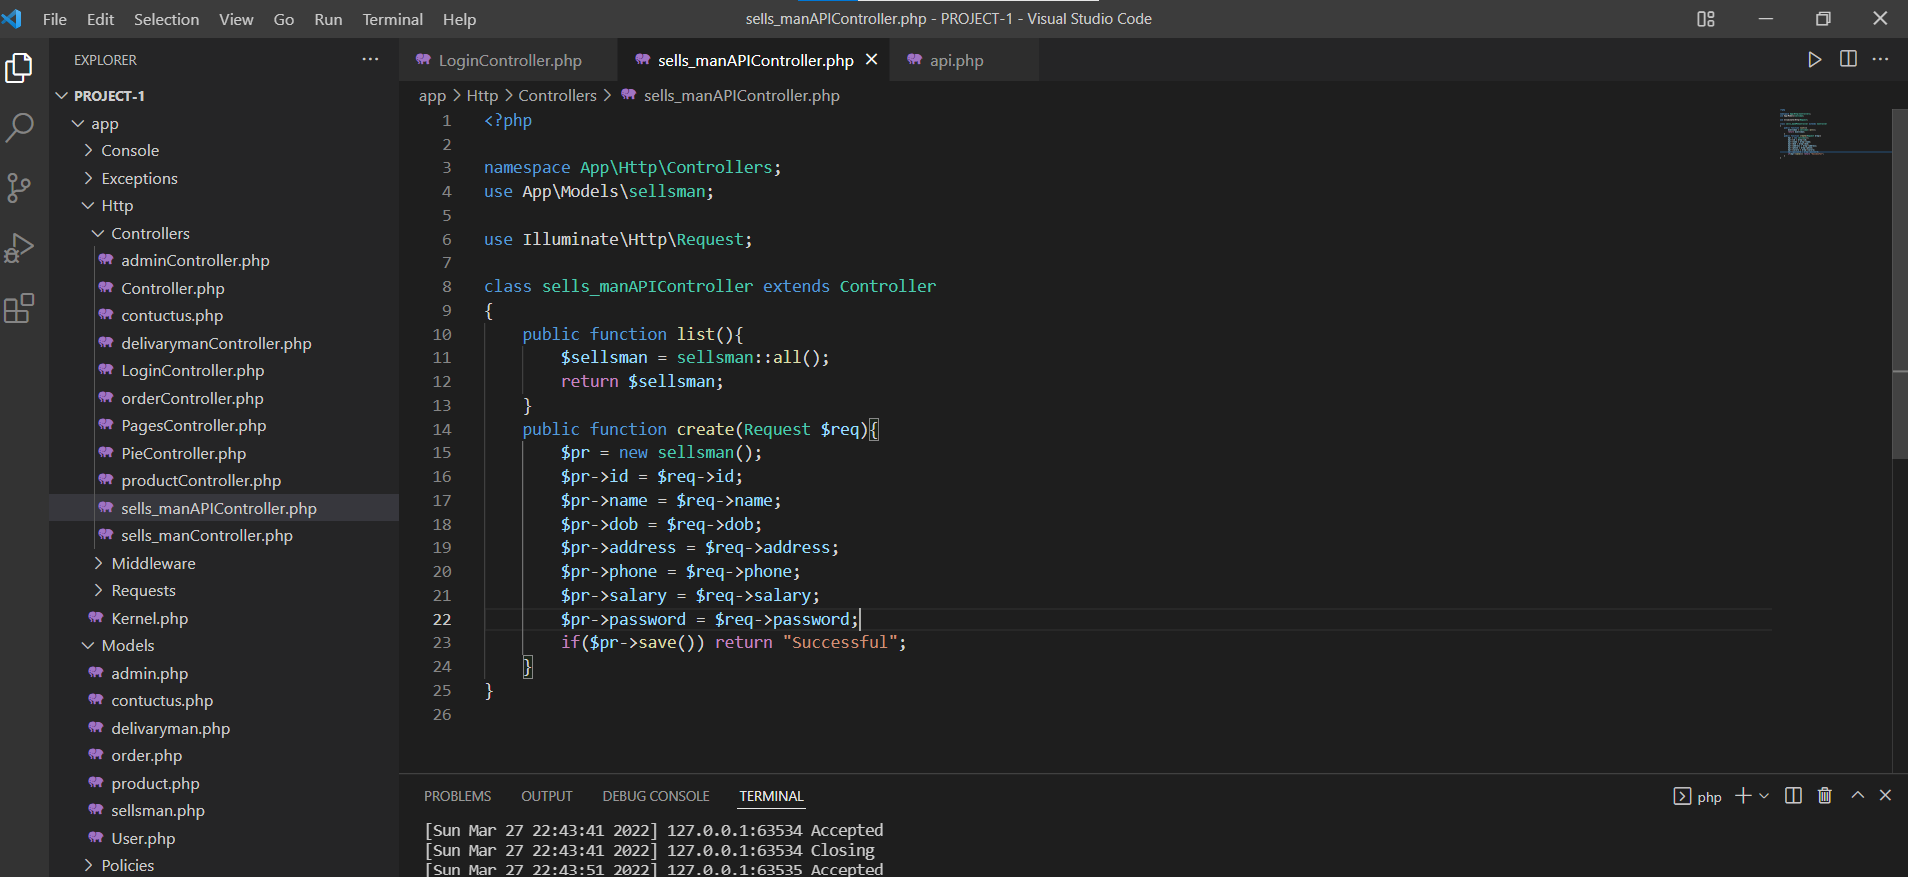 File Edit Selection View Go Run Terminal Help
sells_manAPIController.php - PROJECT-1 - Visual Studio Code
EXPLORER
PROJECT-1
app
Console
Exceptions
Http
Controllers
adminController.php
Controller.php
contuctus.php
delivarymanController.php
LoginController.php
orderController.php
PagesController.php
PieController.php
productController.php
sells_manAPIController.php
sells_manController.php
Middleware
Requests
Kernel.php
Models
admin.php
contuctus.php
delivaryman.php
order.php
product.php
sellsman.php
User.php
Policies
LoginController.php sells_manAPIController.php api.php
app > Http > Controllers > sells_manAPIController.php
1 <?php
2
3 namespace App\Http\Controllers;
4 use App\Models\sellsman;
5
6 use Illuminate\Http\Request;
7
8 class sells_manAPIController extends Controller
9 {
10 public function list(){
11 $sellsman = sellsman::all();
12 return $sellsman;
13 }
14 public function create(Request $req){
15 $pr = new sellsman();
16 $pr->id = $req->id;
17 $pr->name = $req->name;
18 $pr->dob = $req->dob;
19 $pr->address = $req->address;
20 $pr->phone = $req->phone;
21 $pr->salary = $req->salary;
22 $pr->password = $req->password;
23 if($pr->save()) return "Successful";
24 }
25 }
26
PROBLEMS OUTPUT DEBUG CONSOLE TERMINAL
php
[Sun Mar 27 22:43:41 2022] 127.0.0.1:63534 Accepted
[Sun Mar 27 22:43:41 2022] 127.0.0.1:63534 Closing
[Sun Mar 27 22:43:51 2022] 127.0.0.1:63535 Accepted